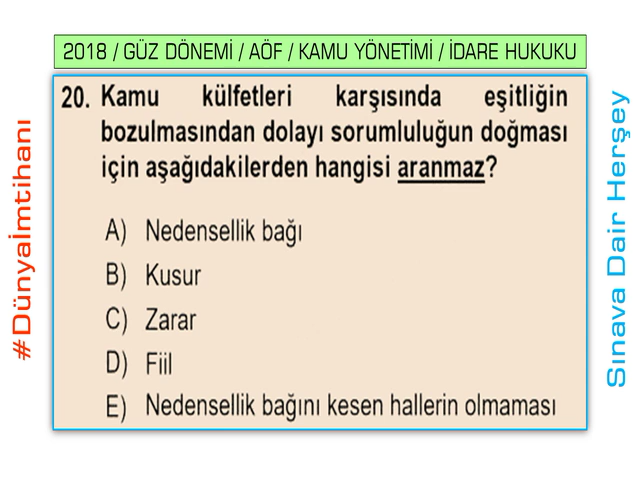 2018 / GÜZ DÖNEMİ / AÖF / KAMU YÖNETİMİ / İDARE HUKUKU
20. Kamu külfetleri karşısında eşitliğin
bozulmasından dolayı sorumluluğun doğması
için aşağıdakilerden hangisi aranmaz?
A) Nedensellik bağı
B) Kusur
C) Zarar
D) Fiil
E) Nedensellik bağını kesen hallerin olmaması
#Dünyaİmtihanı
Sınava Dair Herşey